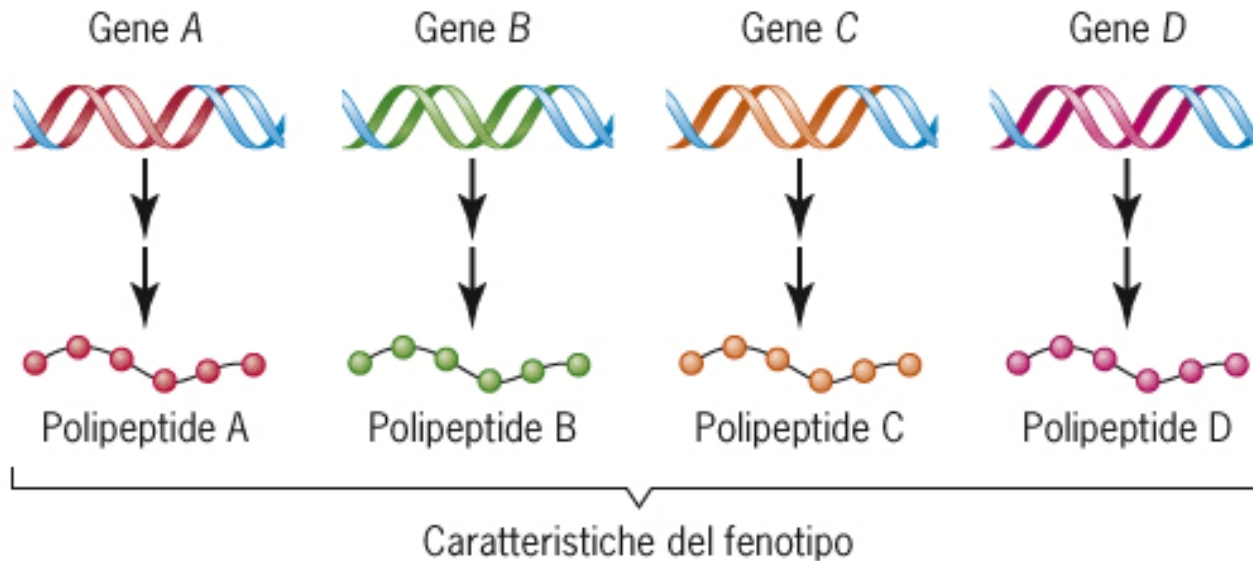 Gene A Gene B Gene C Gene D
Polipeptide A Polipeptide B Polipeptide C Polipeptide D
Caratteristiche del fenotipo